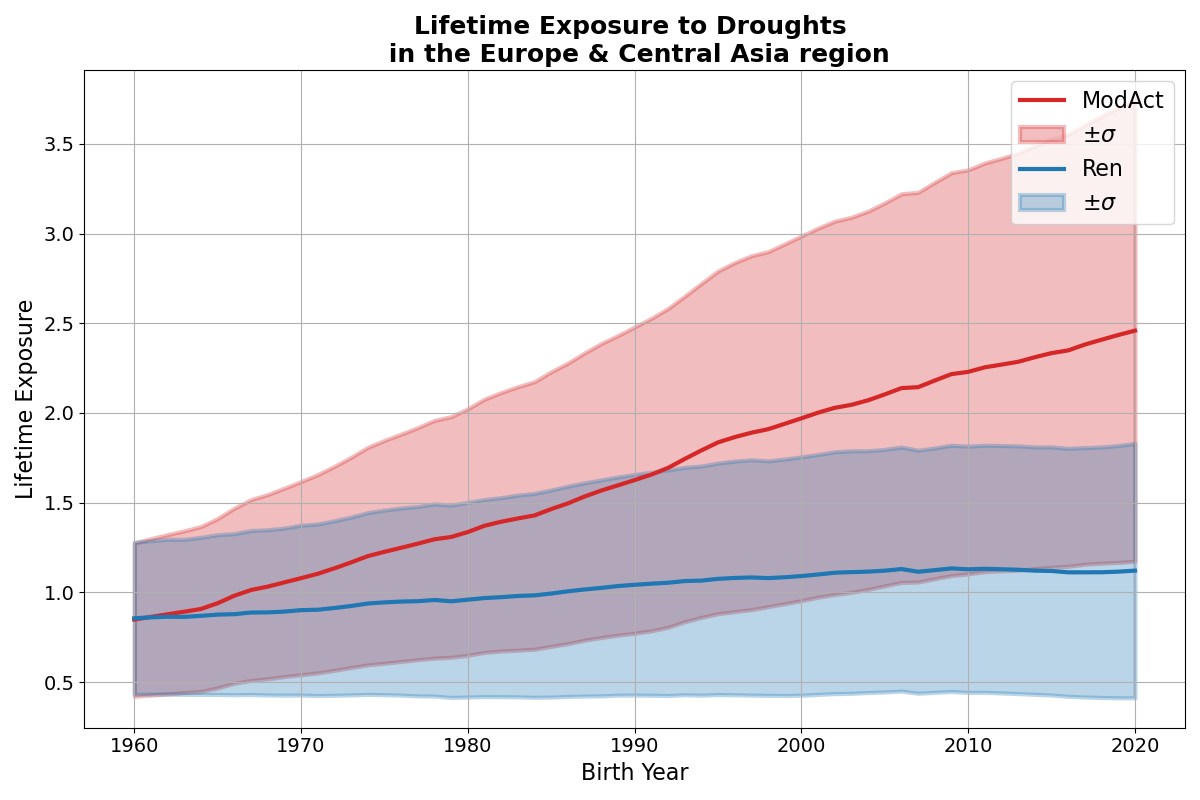 Lifetime Exposure to Droughts
in the Europe & Central Asia region
ModAct
±σ
Ren
±σ
3.5
3.0
2.5
2.0
1.5
1.0
0.5
Lifetime Exposure
1960 1970 1980 1990 2000 2010 2020
Birth Year